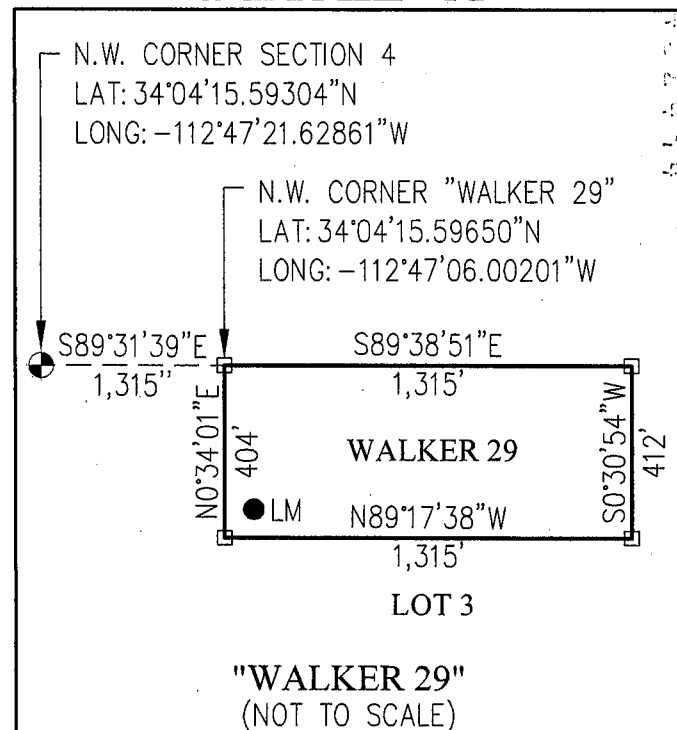 N.W. CORNER SECTION 4
LAT: 34°04'15.59304"N
LONG: -112°47'21.62861"W
N.W. CORNER "WALKER 29"
LAT: 34°04'15.59650"N
LONG: -112°47'06.00201"W
S89°31'39"E
1,315"
S89°38'51"E
1,315'
N0°34'01"E
404'
WALKER 29
S0°30'54"W
412'
LM
N89°17'38"W
1,315'
LOT 3
"WALKER 29"
(NOT TO SCALE)